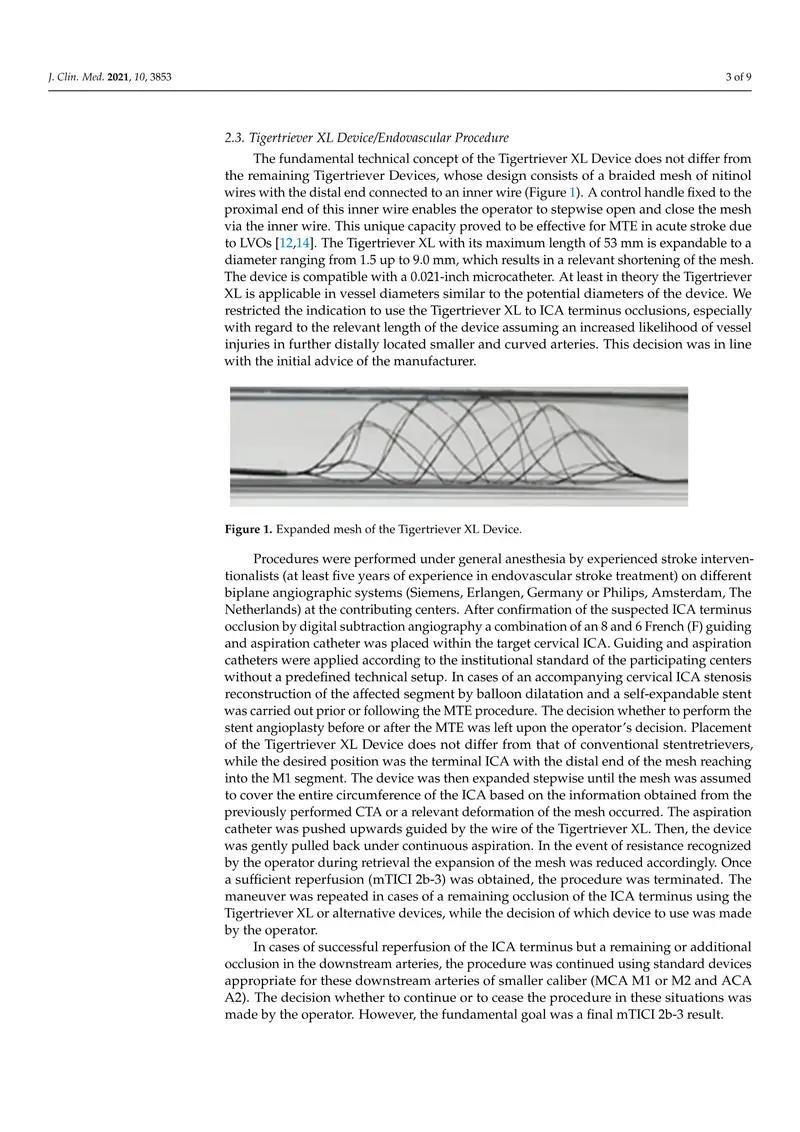 J. Clin. Med. 2021, 10, 3853
3 of 9
2.3. Tigertriever XL Device/Endovascular Procedure
The fundamental technical concept of the Tigertriever XL Device does not differ from
the remaining Tigertriever Devices, whose design consists of a braided mesh of nitinol
wires with the distal end connected to an inner wire (Figure 1). A control handle fixed to the
proximal end of this inner wire enables the operator to stepwise open and close the mesh
via the inner wire. This unique capacity proved to be effective for MTE in acute stroke due
to LVOs [12,14]. The Tigertriever XL with its maximum length of 53 mm is expandable to a
diameter ranging from 1.5 up to 9.0 mm, which results in a relevant shortening of the mesh.
The device is compatible with a 0.021-inch microcatheter. At least in theory the Tigertriever
XL is applicable in vessel diameters similar to the potential diameters of the device. We
restricted the indication to use the Tigertriever XL to ICA terminus occlusions, especially
with regard to the relevant length of the device assuming an increased likelihood of vessel
injuries in further distally located smaller and curved arteries. This decision was in line
with the initial advice of the manufacturer.
Figure 1. Expanded mesh of the Tigertriever XL Device.
Procedures were performed under general anesthesia by experienced stroke interven-
tionalists (at least five years of experience in endovascular stroke treatment) on different
biplane angiographic systems (Siemens, Erlangen, Germany or Philips, Amsterdam, The
Netherlands) at the contributing centers. After confirmation of the suspected ICA terminus
occlusion by digital subtraction angiography a combination of an 8 and 6 French (F) guiding
and aspiration catheter was placed within the target cervical ICA. Guiding and aspiration
catheters were applied according to the institutional standard of the participating centers
without a predefined technical setup. In cases of an accompanying cervical ICA stenosis
reconstruction of the affected segment by balloon dilatation and a self-expandable stent
was carried out prior or following the MTE procedure. The decision whether to perform the
stent angioplasty before or after the MTE was left upon the operator's decision. Placement
of the Tigertriever XL Device does not differ from that of conventional stentretrievers,
while the desired position was the terminal ICA with the distal end of the mesh reaching
into the M1 segment. The device was then expanded stepwise until the mesh was assumed
to cover the entire circumference of the ICA based on the information obtained from the
previously performed CTA or a relevant deformation of the mesh occurred. The aspiration
catheter was pushed upwards guided by the wire of the Tigertriever XL. Then, the device
was gently pulled back under continuous aspiration. In the event of resistance recognized
by the operator during retrieval the expansion of the mesh was reduced accordingly. Once
a sufficient reperfusion (mTICI 2b-3) was obtained, the procedure was terminated. The
maneuver was repeated in cases of a remaining occlusion of the ICA terminus using the
Tigertriever XL or alternative devices, while the decision of which device to use was made
by the operator.
In cases of successful reperfusion of the ICA terminus but a remaining or additional
occlusion in the downstream arteries, the procedure was continued using standard devices
appropriate for these downstream arteries of smaller caliber (MCA M1 or M2 and ACA
A2). The decision whether to continue or to cease the procedure in these situations was
made by the operator. However, the fundamental goal was a final mTICI 2b-3 result.